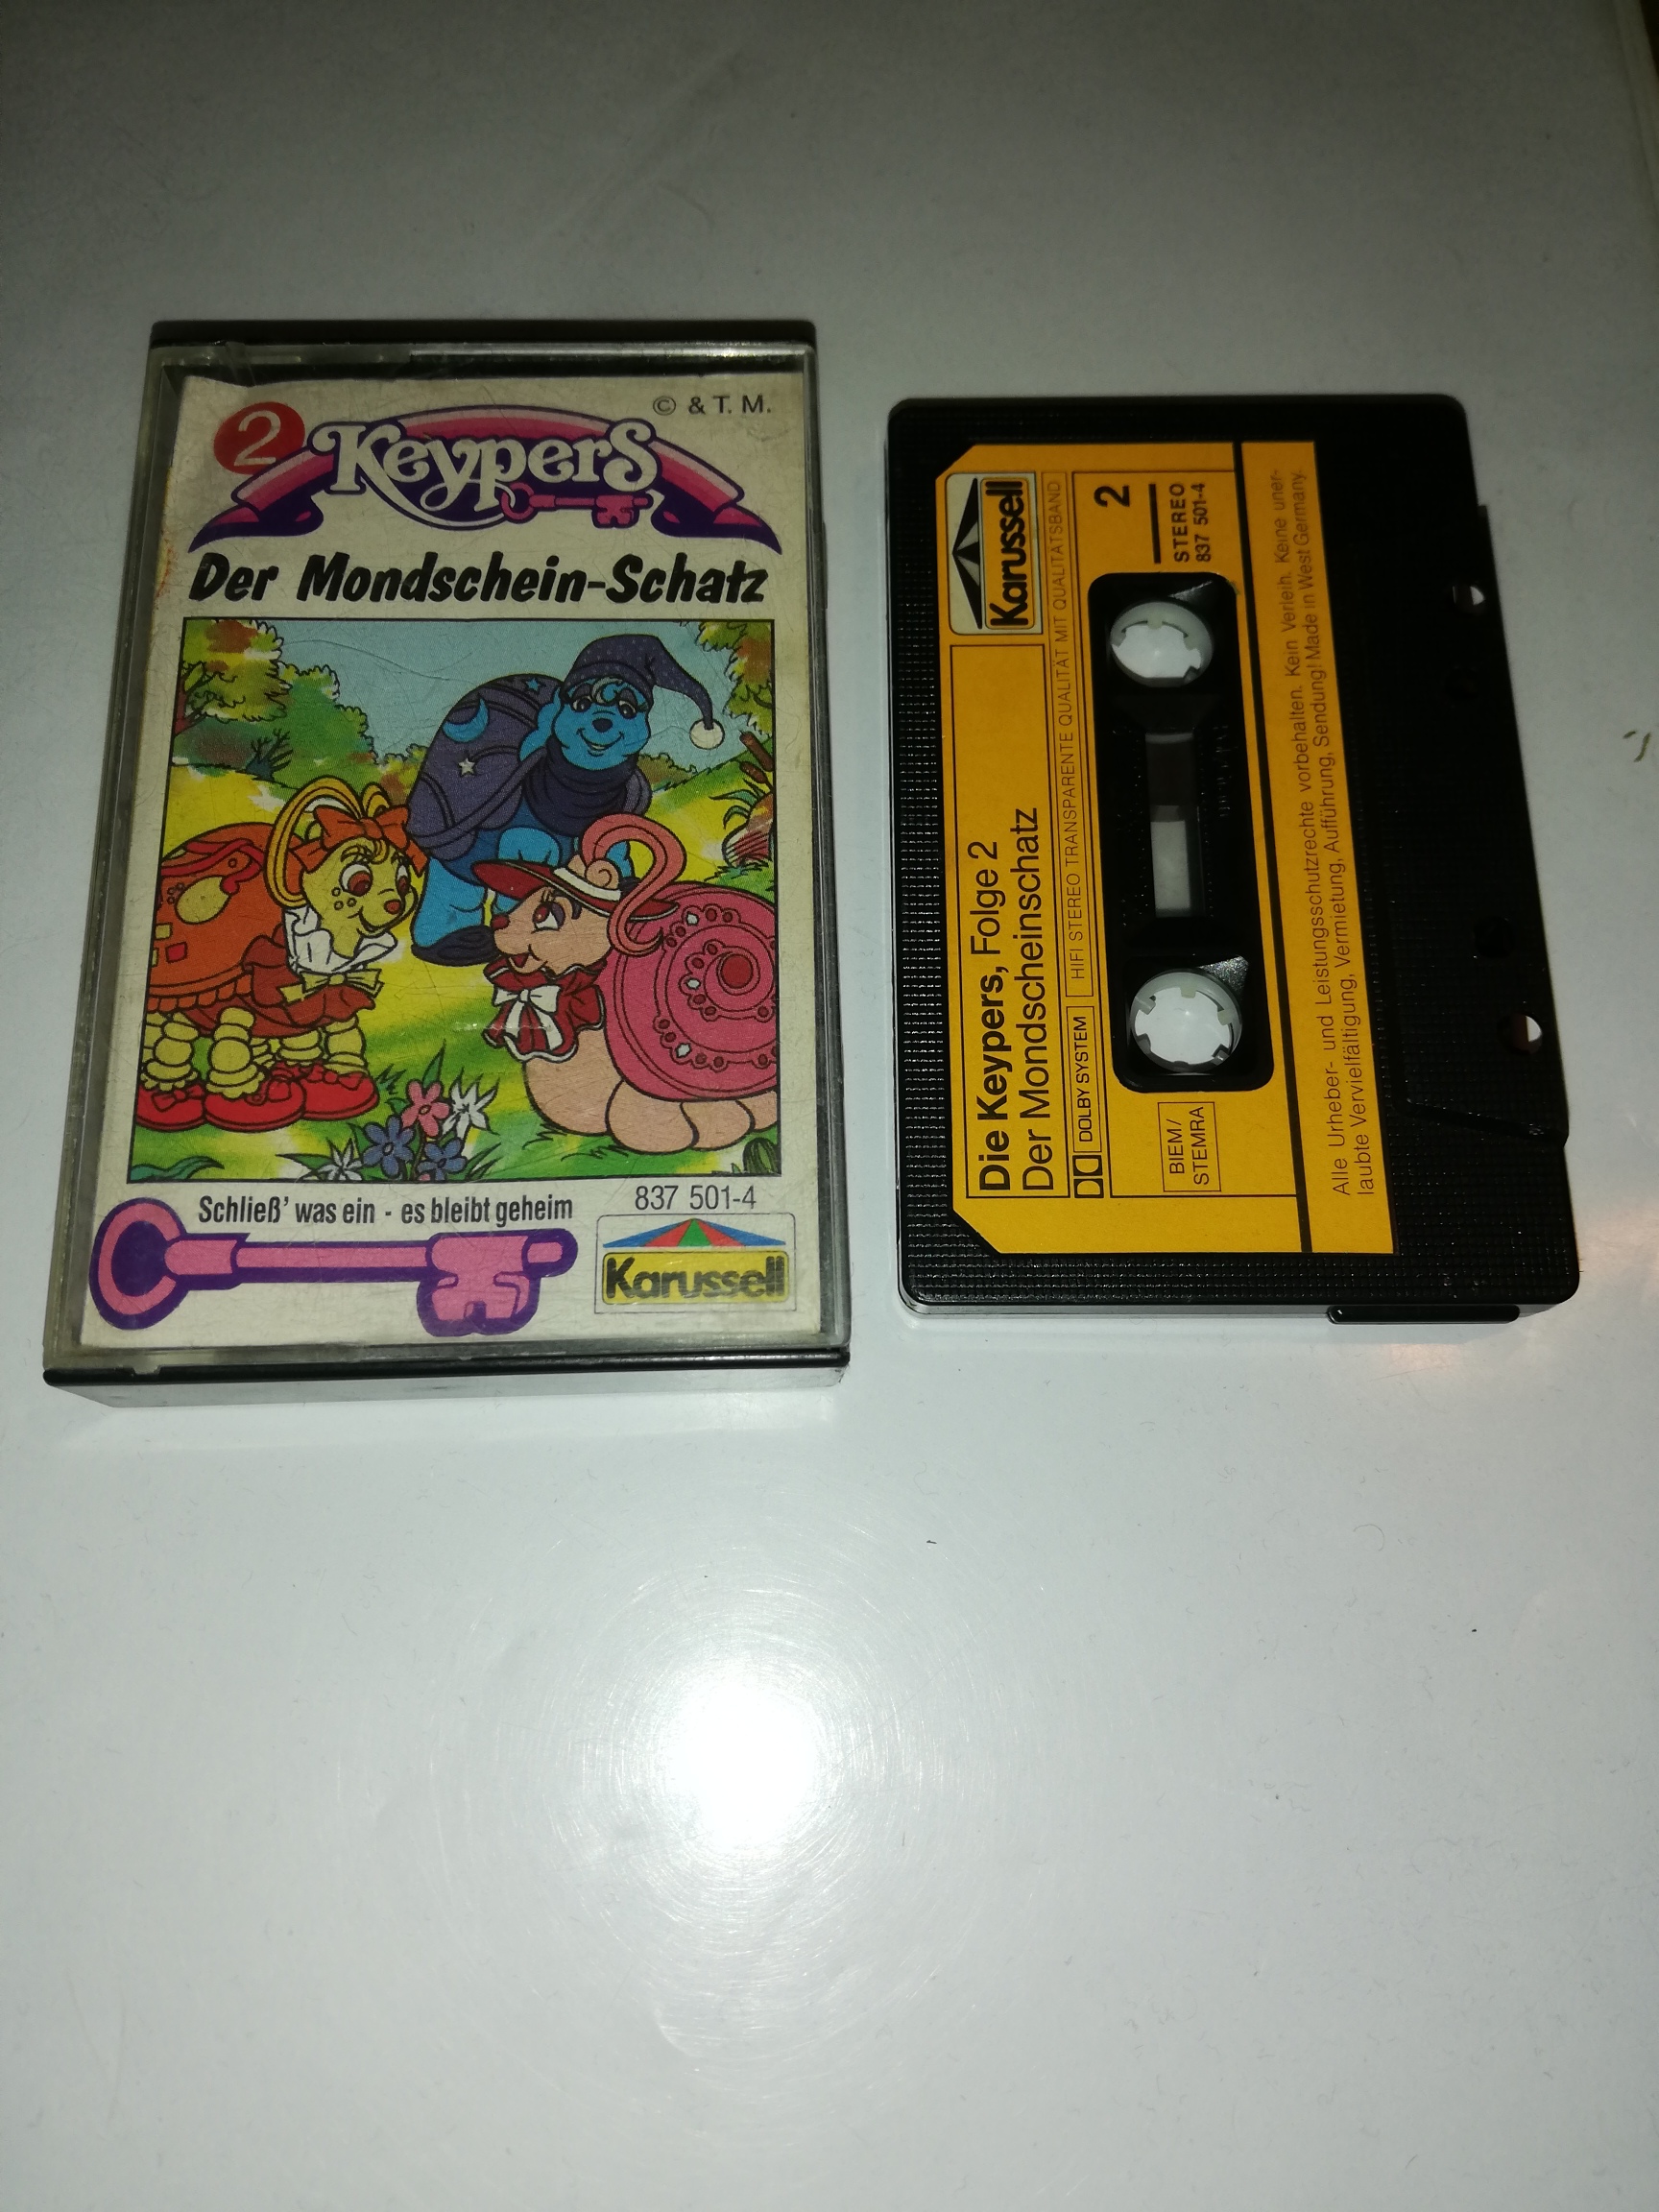 2
Keypers
© & T. M.
Der Mondschein-Schatz
Schließ' was ein - es bleibt geheim
837 501-4
Karussell
Karussell
Die Keypers, Folge 2
Der Mondscheinschatz
DOLBY SYSTEM
HIFI STEREO TRANSPARENTE QUALITÄT MIT QUALITÄTSBAND
2
STEREO
837 501-4
BIEM/
STEMRA
Alle Urheber- und Leistungsschutzrechte vorbehalten. Kein Verleih. Keine uner-
laubte Vervielfältigung, Vermietung, Aufführung, Sendung! Made in West Germany